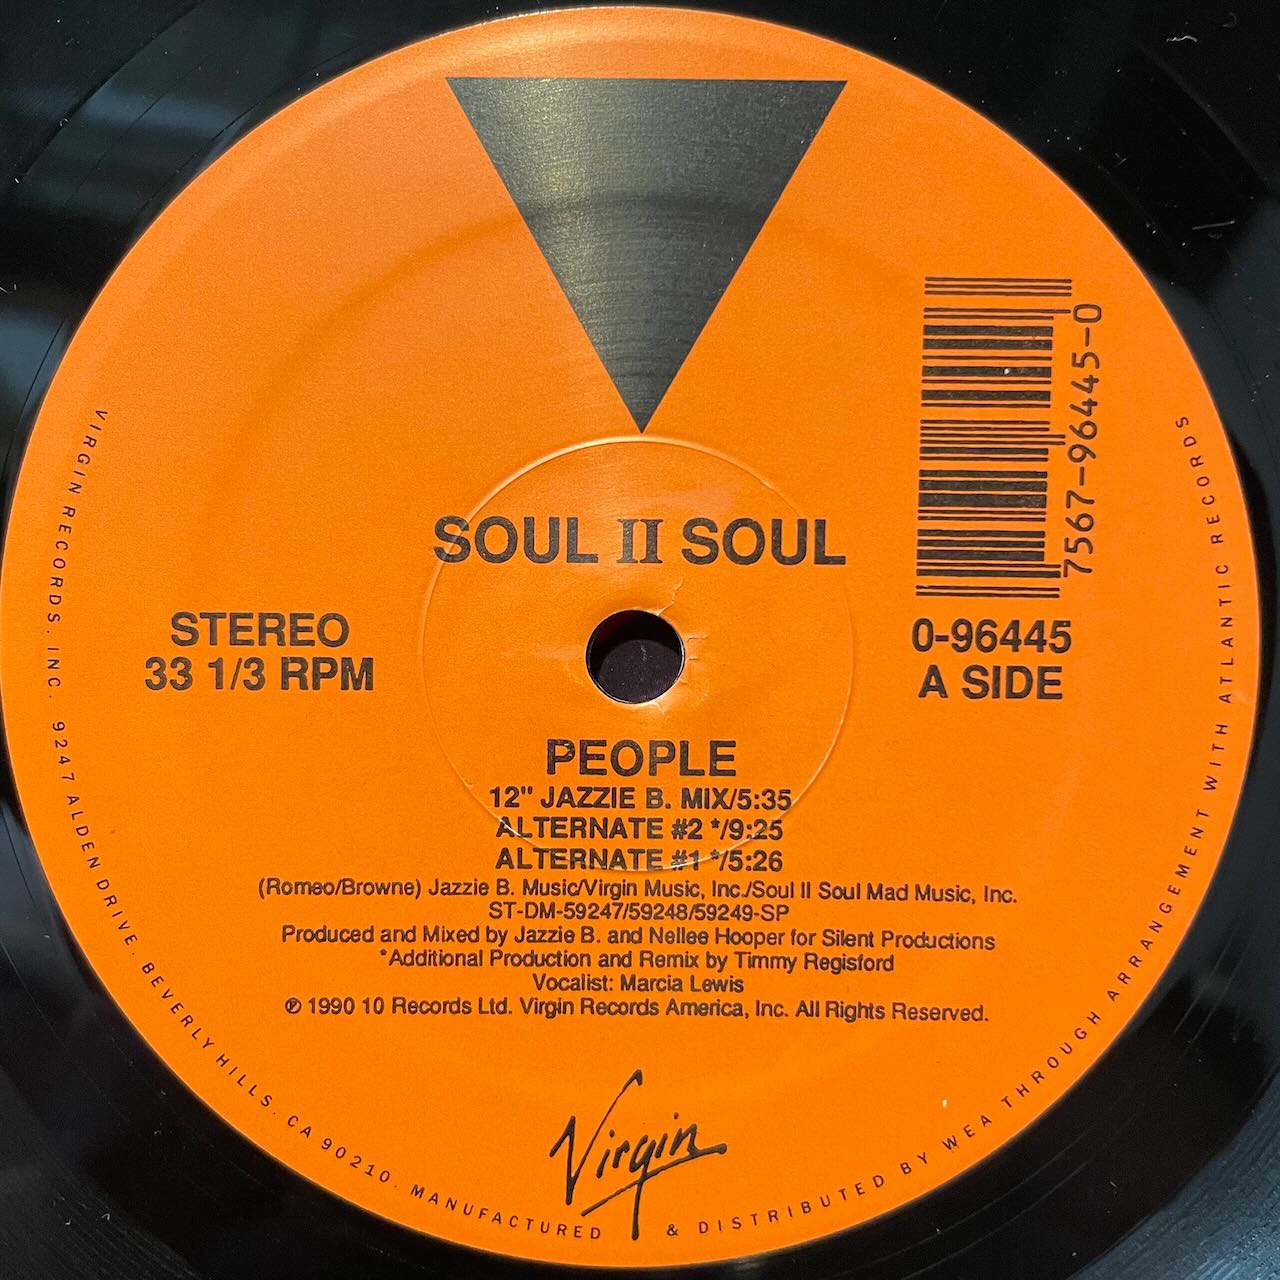 7567-96445-0
SOUL II SOUL
STEREO
33 1/3 RPM
0-96445
A SIDE
PEOPLE
12" JAZZIE B. MIX/5:35
ALTERNATE #2 */9:25
ALTERNATE #1 */5:26
(Romeo/Browne) Jazzie B. Music/Virgin Music, Inc./Soul II Soul Mad Music, Inc.
ST-DM-59247/59248/59249-SP
Produced and Mixed by Jazzie B. and Nellee Hooper for Silent Productions
*Additional Production and Remix by Timmy Regisford
Vocalist: Marcia Lewis
℗ 1990 10 Records Ltd. Virgin Records America, Inc. All Rights Reserved.
Virgin
VIRGIN RECORDS. INC. 9247 ALDEN DRIVE. BEVERLY HILLS. CA 90210. MANUFACTURED & DISTRIBUTED BY WEA THROUGH ARRANGEMENT WITH ATLANTIC RECORDS